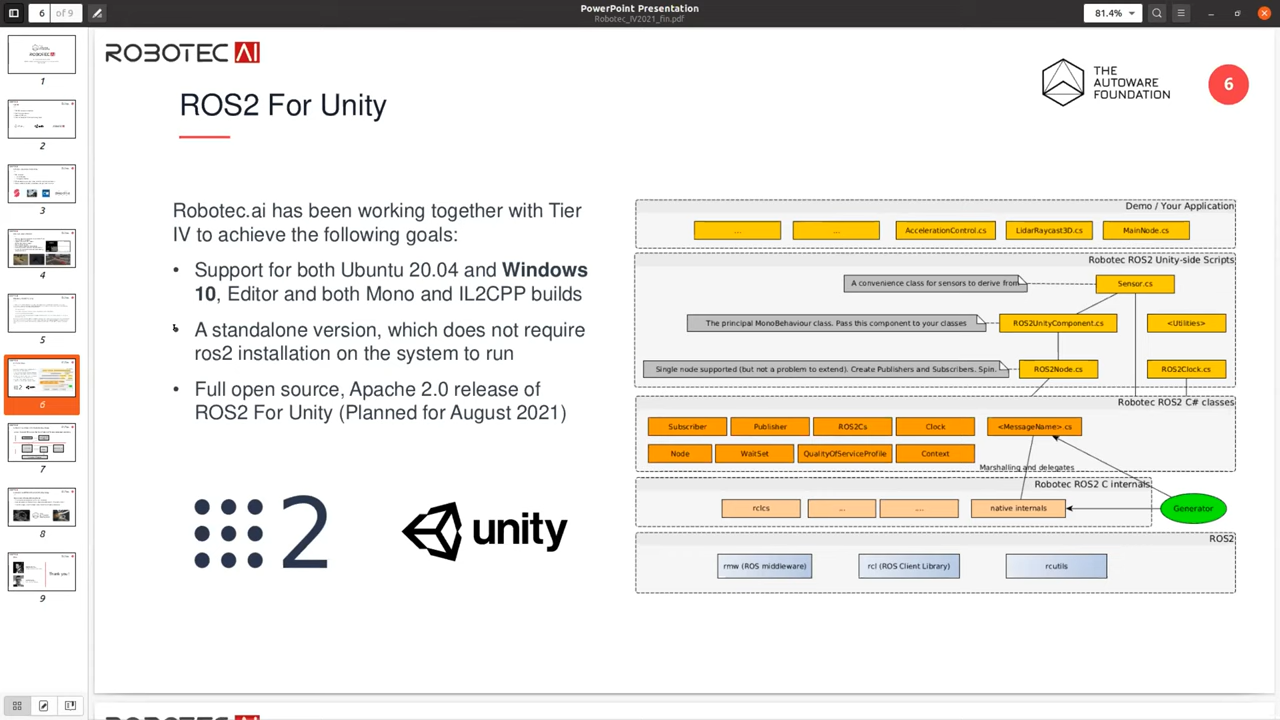 6 of 9
PowerPoint Presentation
Robotec_IV2021_fin.pdf
81.4%
1
2
3
4
5
6
7
8
9
ROBOTEC AI
THE
AUTOWARE
FOUNDATION
6
ROS2 For Unity
Robotec.ai has been working together with Tier
IV to achieve the following goals:
• Support for both Ubuntu 20.04 and Windows
10, Editor and both Mono and IL2CPP builds
• A standalone version, which does not require
ros2 installation on the system to run
• Full open source, Apache 2.0 release of
ROS2 For Unity (Planned for August 2021)
2
unity
Demo / Your Application
...
...
AccelerationControl.cs
LidarRaycast3D.cs
MainNode.cs
Robotec ROS2 Unity-side Scripts
A convenience class for sensors to derive from
Sensor.cs
The principal MonoBehaviour class. Pass this component to your classes
ROS2UnityComponent.cs
<Utilities>
Single node supported (but not a problem to extend). Create Publishers and Subscribers. Spin.
ROS2Node.cs
ROS2Clock.cs
Robotec ROS2 C# classes
Subscriber
Publisher
ROS2Cs
Clock
<MessageName>.cs
Node
WaitSet
QualityOfServiceProfile
Context
Marshalling and delegates
Robotec ROS2 C internals
rclcs
...
....
native internals
Generator
ROS2
rmw (ROS middleware)
rcl (ROS Client Library)
rcutils